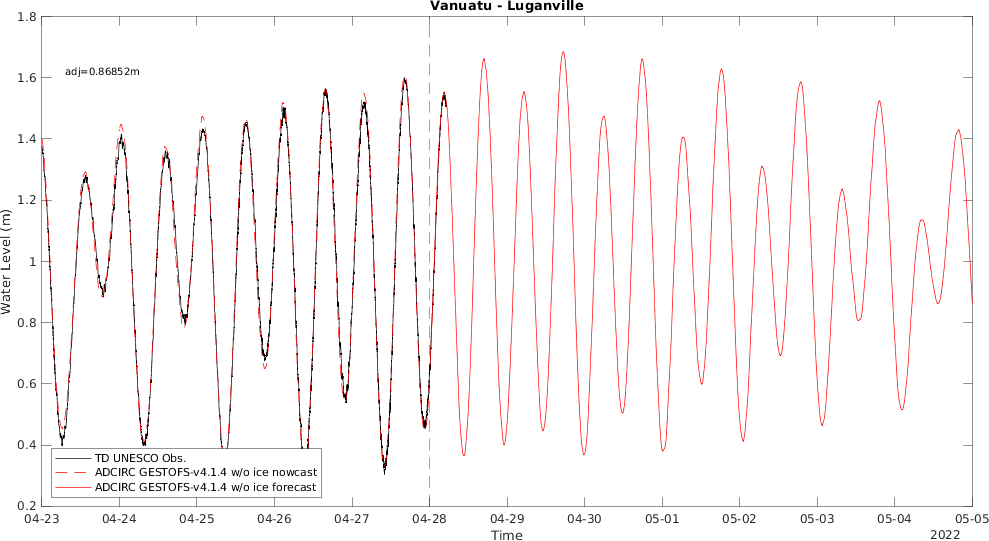 Vanuatu - Luganville
1.8
1.6
1.4
1.2
1
0.8
0.6
0.4
0.2
Water Level (m)
adj=0.86852m
TD UNESCO Obs.
ADCIRC GESTOFS-v4.1.4 w/o ice nowcast
ADCIRC GESTOFS-v4.1.4 w/o ice forecast
04-23 04-24 04-25 04-26 04-27 04-28 04-29 04-30 05-01 05-02 05-03 05-04 05-05
Time
2022